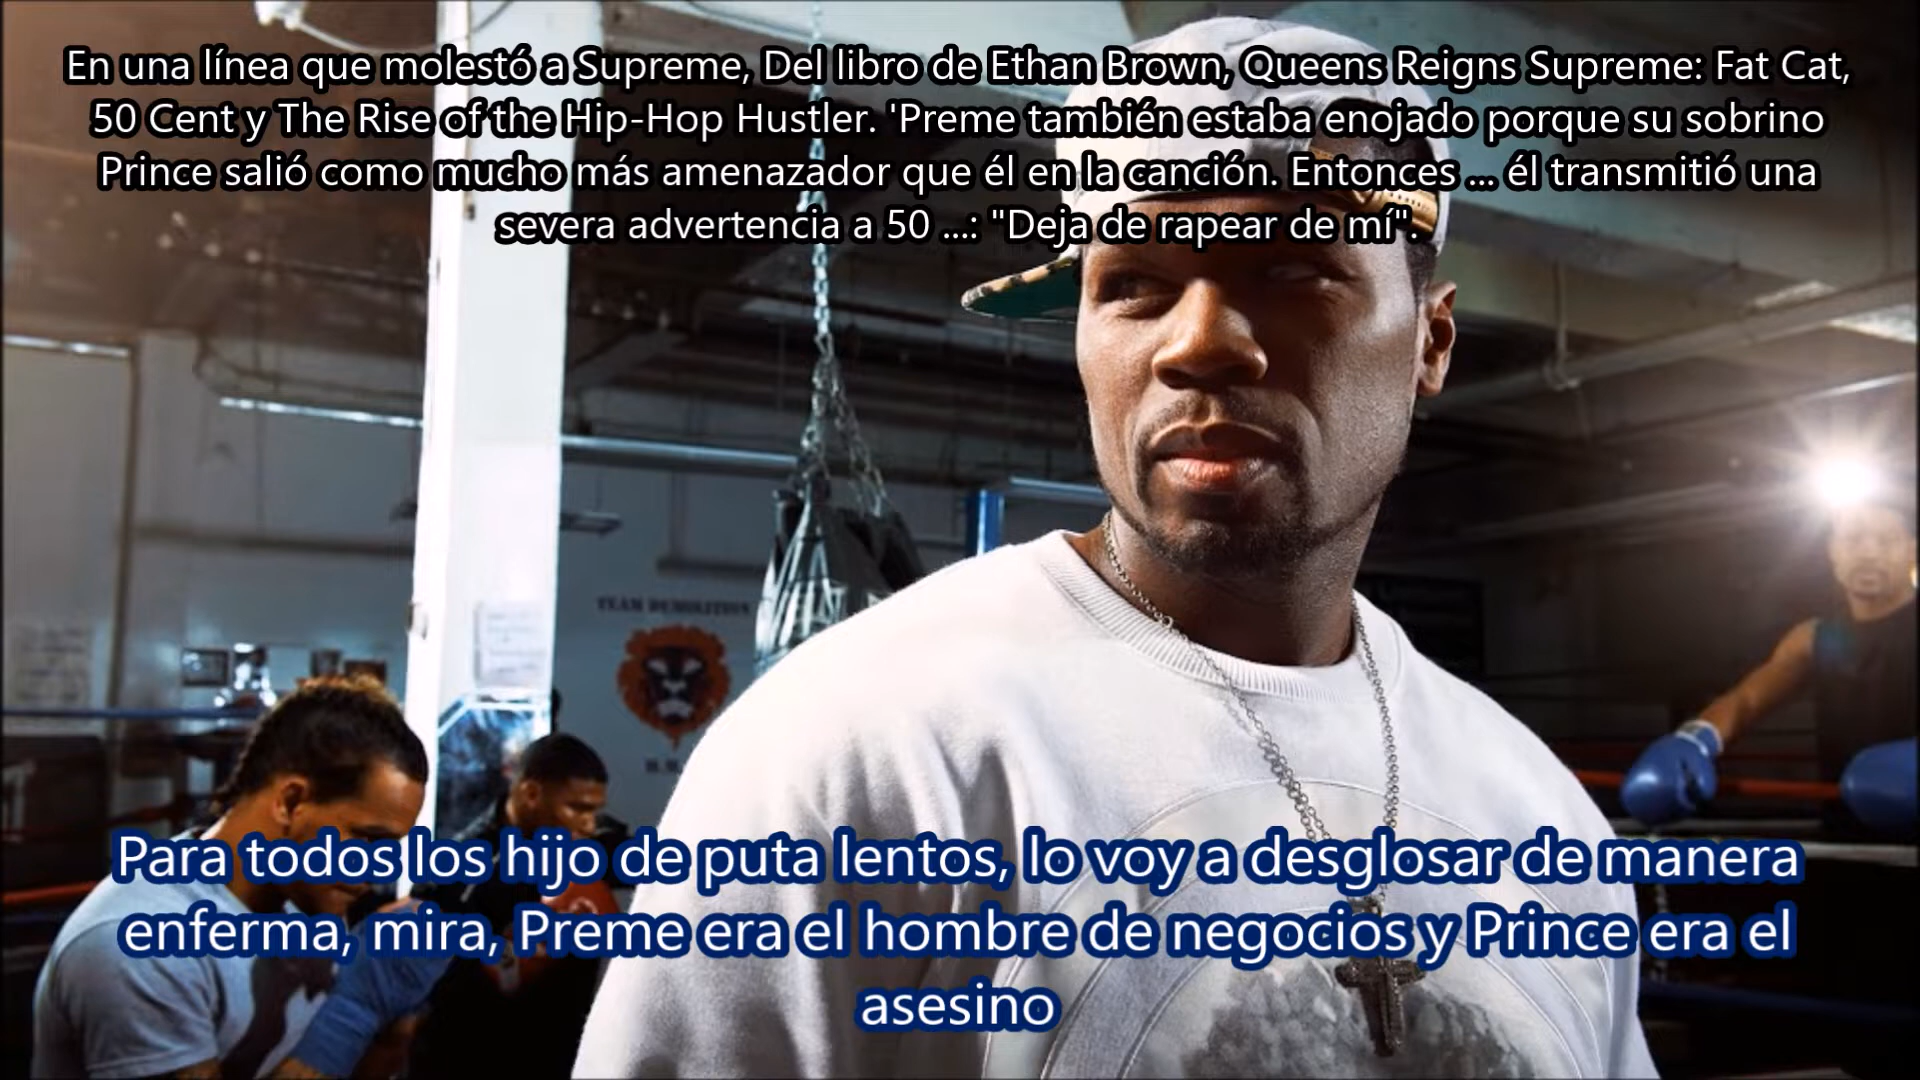 En una línea que molestó a Supreme, Del libro de Ethan Brown, Queens Reigns Supreme: Fat Cat,
50 Cent y The Rise of the Hip-Hop Hustler. 'Preme también estaba enojado porque su sobrino
Prince salió como mucho más amenazador que él en la canción. Entonces ... él transmitió una
severa advertencia a 50 ...: "Deja de rapear de mí".
TEAM DEMOLITION
Para todos los hijo de puta lentos, lo voy a desglosar de manera
enferma, mira, Preme era el hombre de negocios y Prince era el
asesino